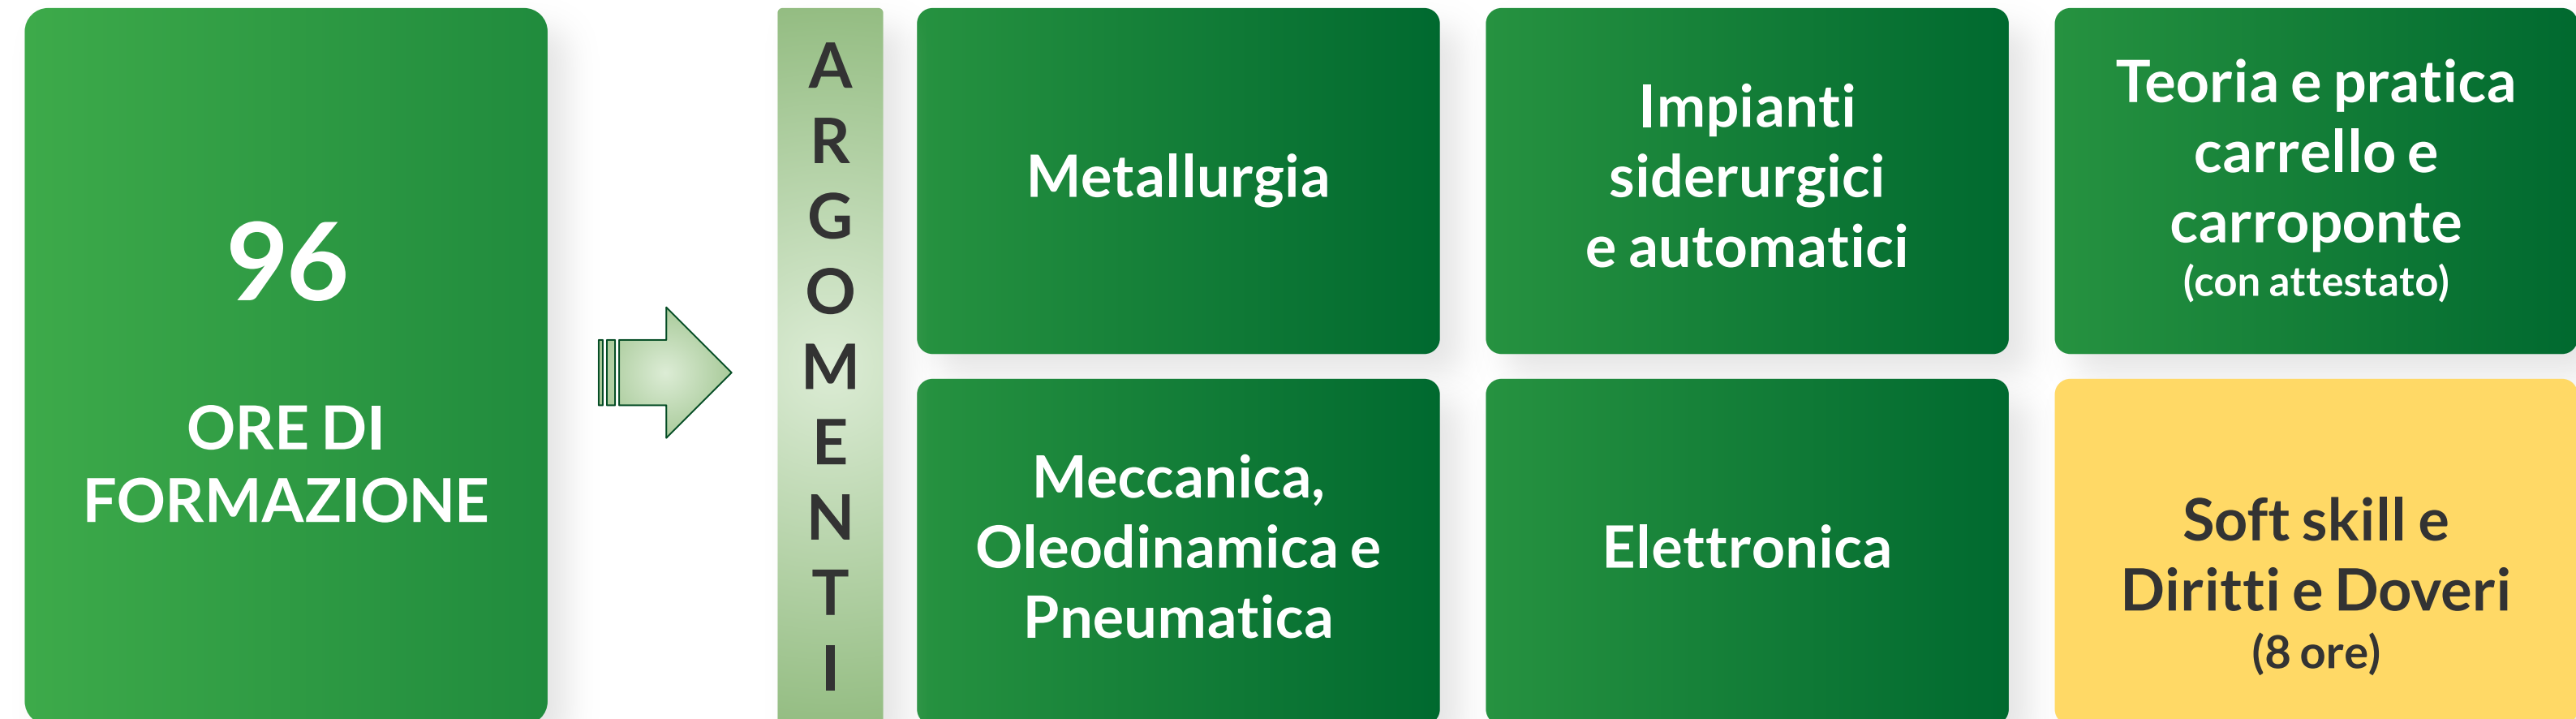 96
ORE DI
FORMAZIONE
ARGOMENTI
Metallurgia
Impianti
siderurgici
e automatici
Teoria e pratica
carrello e
carroponte
(con attestato)
Meccanica,
Oleodinamica e
Pneumatica
Elettronica
Soft skill e
Diritti e Doveri
(8 ore)